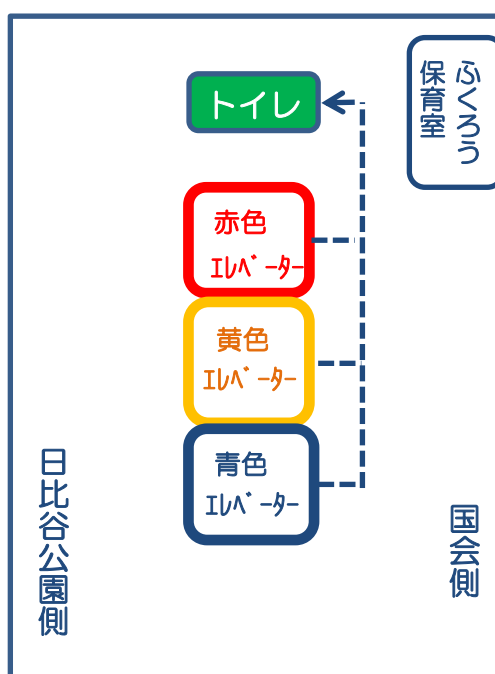 ふくろう
保育室
トイレ
赤色
ｴﾚﾍﾞｰﾀｰ
黄色
ｴﾚﾍﾞｰﾀｰ
青色
ｴﾚﾍﾞｰﾀｰ
日比谷公園側
国会側